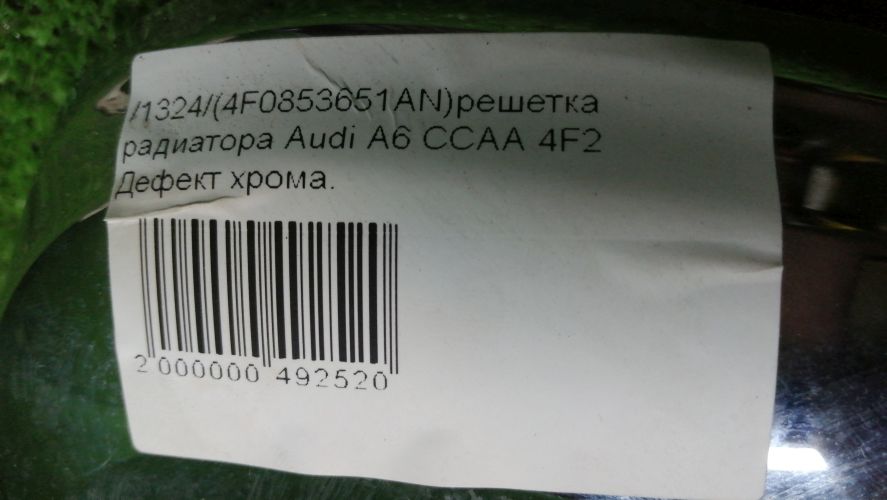 /1324/(4F0853651AN)решетка
радиатора Audi A6 CCAA 4F2
Дефект хрома.
2 000000 492520